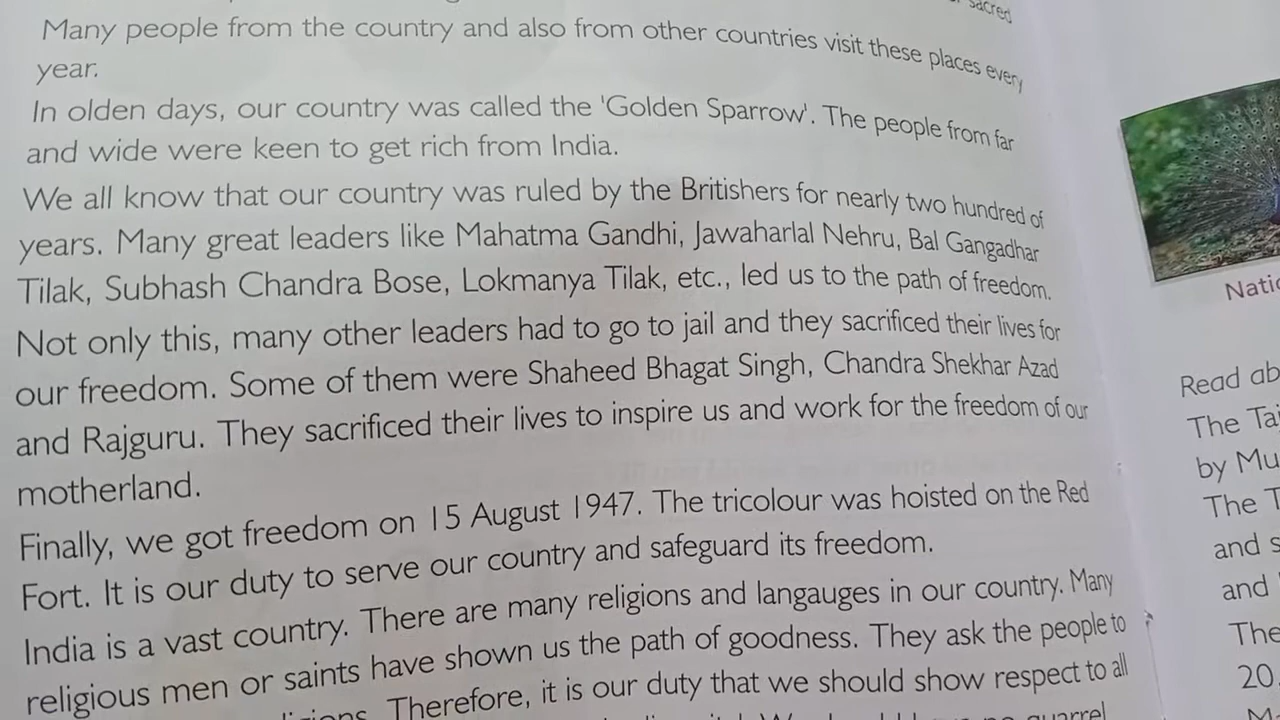 sacred
Many people from the country and also from other countries visit these places every
year.
In olden days, our country was called the 'Golden Sparrow'. The people from far
and wide were keen to get rich from India.
We all know that our country was ruled by the Britishers for nearly two hundred of
years. Many great leaders like Mahatma Gandhi, Jawaharlal Nehru, Bal Gangadhar
Tilak, Subhash Chandra Bose, Lokmanya Tilak, etc., led us to the path of freedom.
Not only this, many other leaders had to go to jail and they sacrificed their lives for
our freedom. Some of them were Shaheed Bhagat Singh, Chandra Shekhar Azad
and Rajguru. They sacrificed their lives to inspire us and work for the freedom of our
motherland.
Finally, we got freedom on 15 August 1947. The tricolour was hoisted on the Red
Fort. It is our duty to serve our country and safeguard its freedom.
India is a vast country. There are many religions and langauges in our country. Many
religious men or saints have shown us the path of goodness. They ask the people to
Therefore, it is our duty that we should show respect to all
quarrel
Read
The
by
The
and
and
The
20